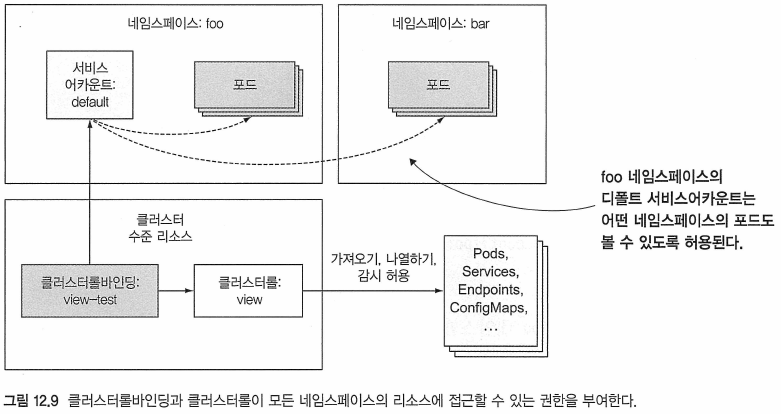 네임스페이스: foo
네임스페이스: bar
서비스
어카운트:
default
포드
포드
foo 네임스페이스의
디폴트 서비스어카운트는
어떤 네임스페이스의 포드도
볼 수 있도록 허용된다.
클러스터
수준 리소스
클러스터롤바인딩:
view-test
클러스터롤:
view
가져오기, 나열하기,
감시 허용
Pods,
Services,
Endpoints,
ConfigMaps,
…
그림 12.9 클러스터롤바인딩과 클러스터롤이 모든 네임스페이스의 리소스에 접근할 수 있는 권한을 부여한다.